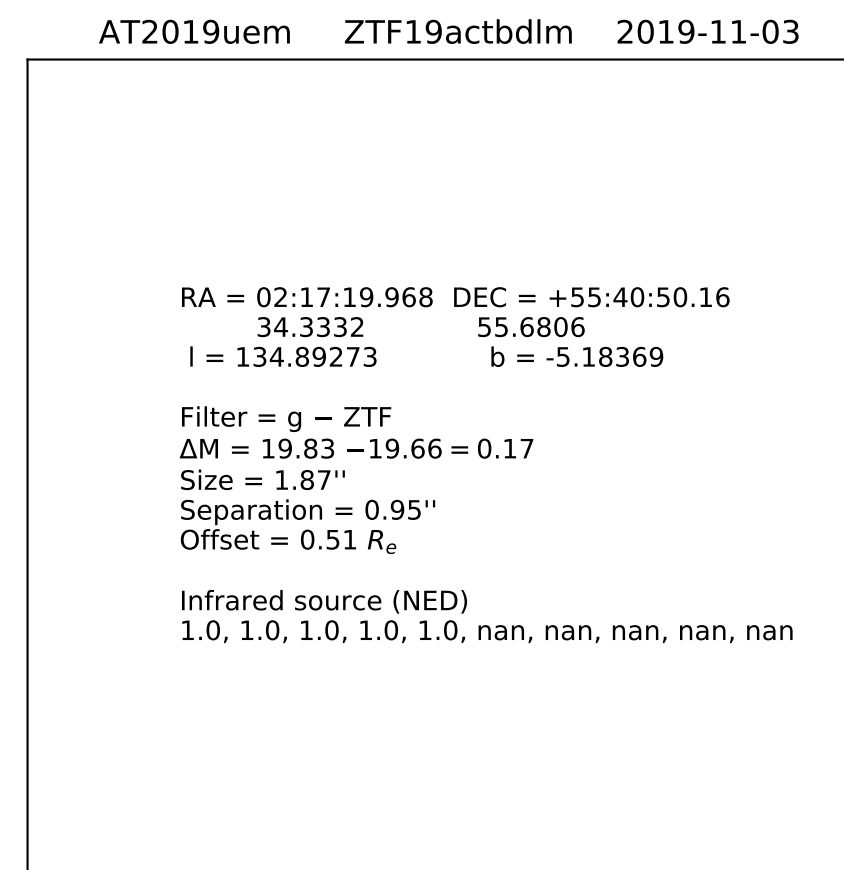 AT2019uem ZTF19actbdlm 2019-11-03
RA = 02:17:19.968 DEC = +55:40:50.16
34.3332 55.6806
l = 134.89273 b = -5.18369
Filter = g − ZTF
ΔM = 19.83 −19.66 = 0.17
Size = 1.87''
Separation = 0.95''
Offset = 0.51 Re
Infrared source (NED)
1.0, 1.0, 1.0, 1.0, 1.0, nan, nan, nan, nan, nan